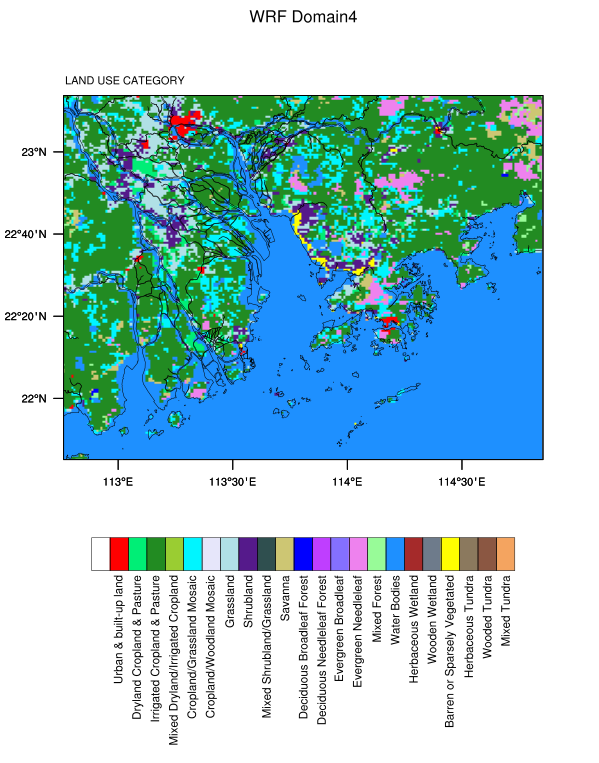 WRF Domain4
LAND USE CATEGORY
23°N
22°40'N
22°20'N
22°N
113°E
113°30'E
114°E
114°30'E
Urban & built-up land
Dryland Cropland & Pasture
Irrigated Cropland & Pasture
Mixed Dryland/Irrigated Cropland
Cropland/Grassland Mosaic
Cropland/Woodland Mosaic
Grassland
Shrubland
Mixed Shrubland/Grassland
Savanna
Deciduous Broadleaf Forest
Deciduous Needleleaf Forest
Evergreen Broadleaf
Evergreen Needleleaf
Mixed Forest
Water Bodies
Herbaceous Wetland
Wooden Wetland
Barren or Sparsely Vegetated
Herbaceous Tundra
Wooded Tundra
Mixed Tundra